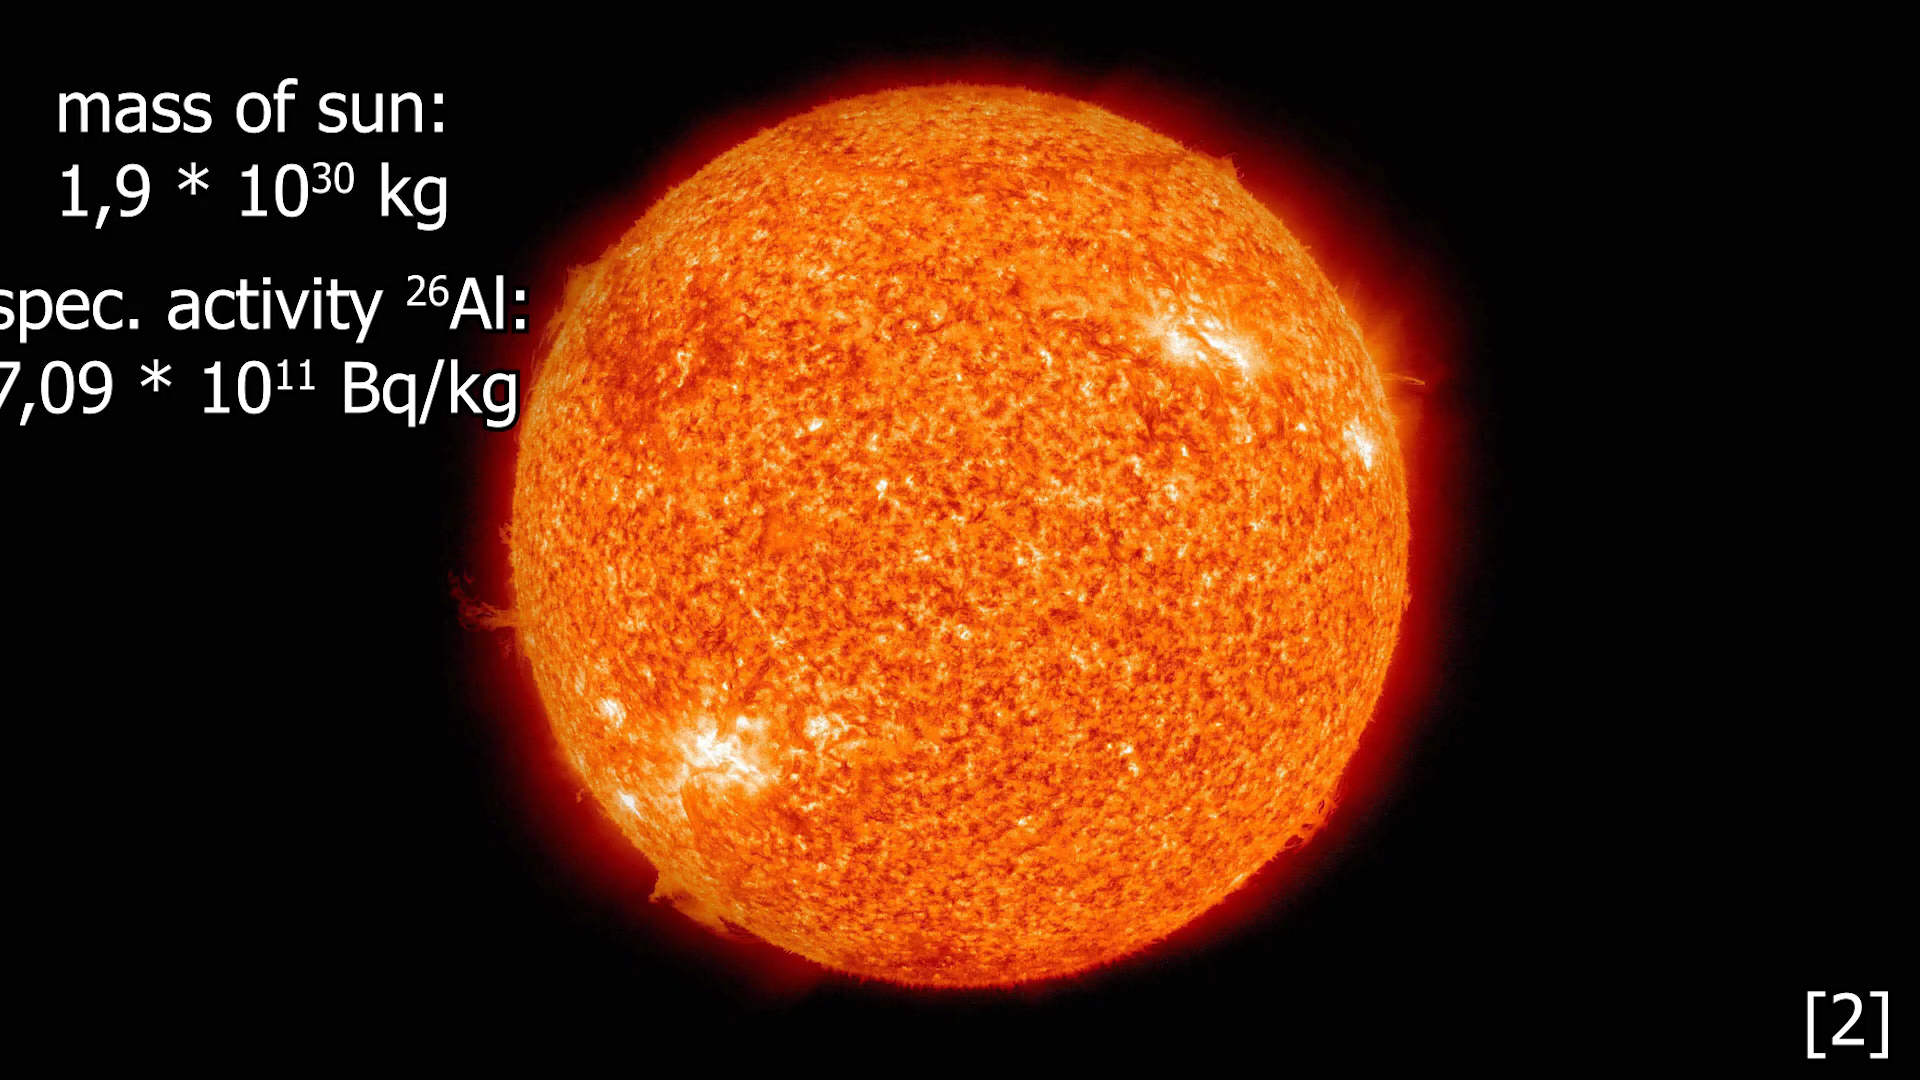 mass of sun:
1,9 * 10³⁰ kg
spec. activity ²⁶Al:
7,09 * 10¹¹ Bq/kg
[2]